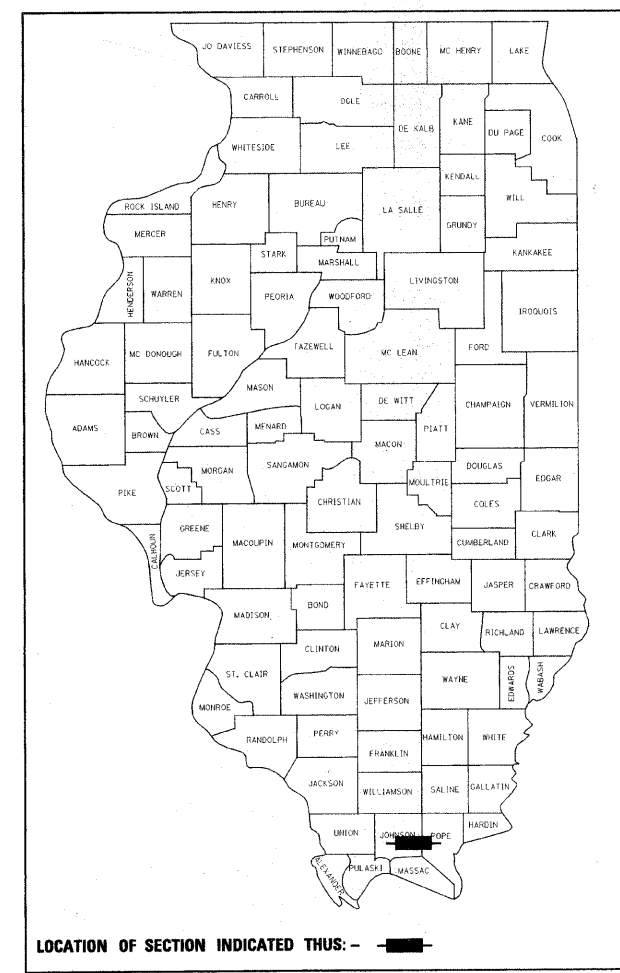 JO DAVIESS STEPHENSON WINNEBAGO BOONE MC HENRY LAKE
CARROLL OGLE DE KALB KANE DU PAGE COOK
WHITESIDE LEE
KENDALL WILL
ROCK ISLAND HENRY BUREAU LA SALLE GRUNDY
MERCER PUTNAM
STARK MARSHALL KANKAKEE
HENDERSON WARREN KNOX PEORIA WOODFORD LIVINGSTON IROQUOIS
HANCOCK MC DONOUGH FULTON TAZEWELL MC LEAN FORD
SCHUYLER MASON LOGAN DE WITT CHAMPAIGN VERMILION
ADAMS BROWN CASS MENARD MACON PIATT
PIKE SCOTT MORGAN SANGAMON CHRISTIAN MOULTRIE DOUGLAS EDGAR
COLES
CALHOUN GREENE MACOUPIN MONTGOMERY SHELBY CUMBERLAND CLARK
JERSEY
FAYETTE EFFINGHAM JASPER CRAWFORD
MADISON BOND
CLINTON MARION CLAY RICHLAND LAWRENCE
ST. CLAIR WASHINGTON JEFFERSON WAYNE EDWARDS WABASH
MONROE
RANDOLPH PERRY FRANKLIN HAMILTON WHITE
JACKSON WILLIAMSON SALINE GALLATIN
UNION JOHNSON POPE HARDIN
ALEXANDER PULASKI MASSAC
LOCATION OF SECTION INDICATED THUS: -